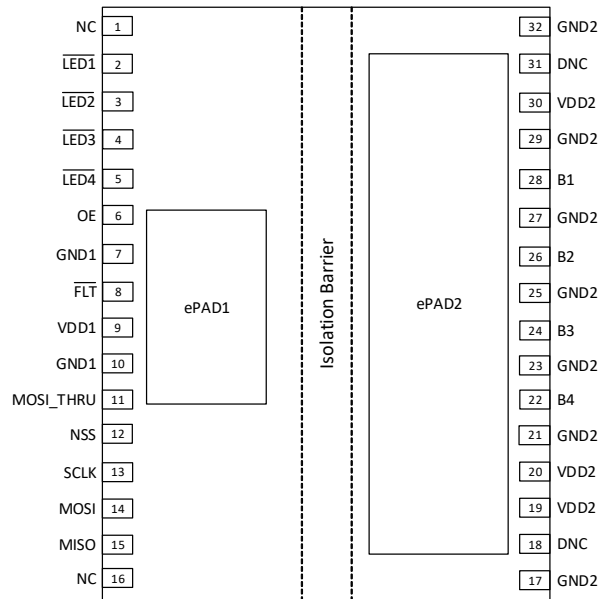 NC 1
LED1 2
LED2 3
LED3 4
LED4 5
OE 6
GND1 7
FLT 8
VDD1 9
GND1 10
MOSI_THRU 11
NSS 12
SCLK 13
MOSI 14
MISO 15
NC 16
ePAD1
Isolation Barrier
ePAD2
32 GND2
31 DNC
30 VDD2
29 GND2
28 B1
27 GND2
26 B2
25 GND2
24 B3
23 GND2
22 B4
21 GND2
20 VDD2
19 VDD2
18 DNC
17 GND2